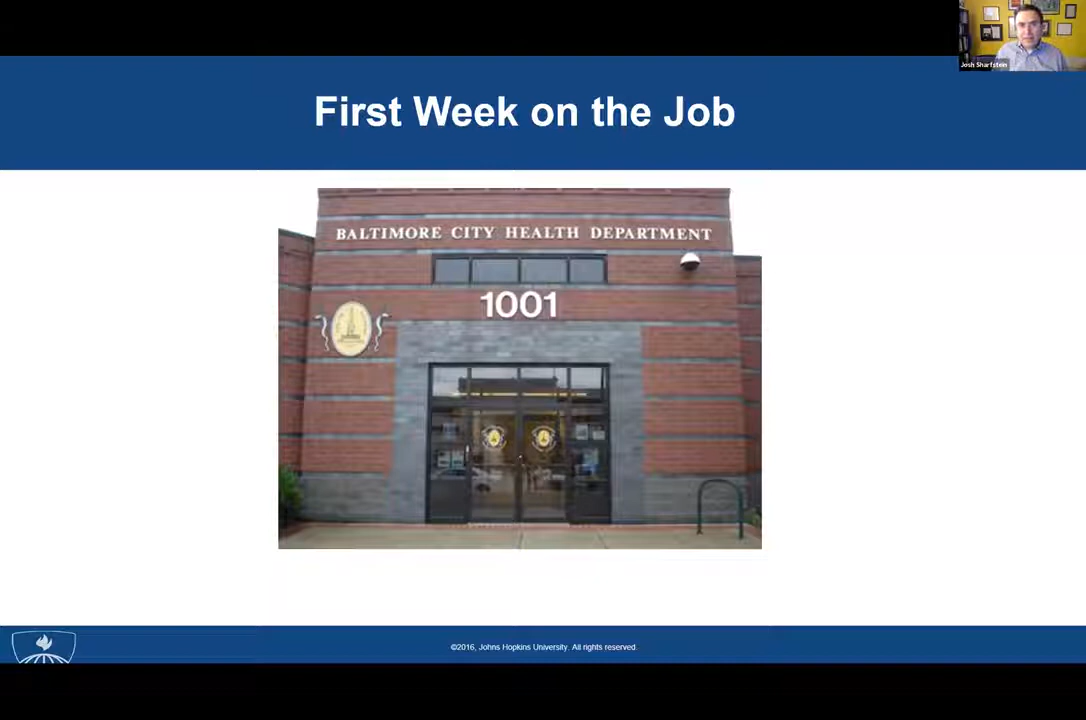 Josh Sharfstein
First Week on the Job
BALTIMORE CITY HEALTH DEPARTMENT
1001
©2016, Johns Hopkins University. All rights reserved.